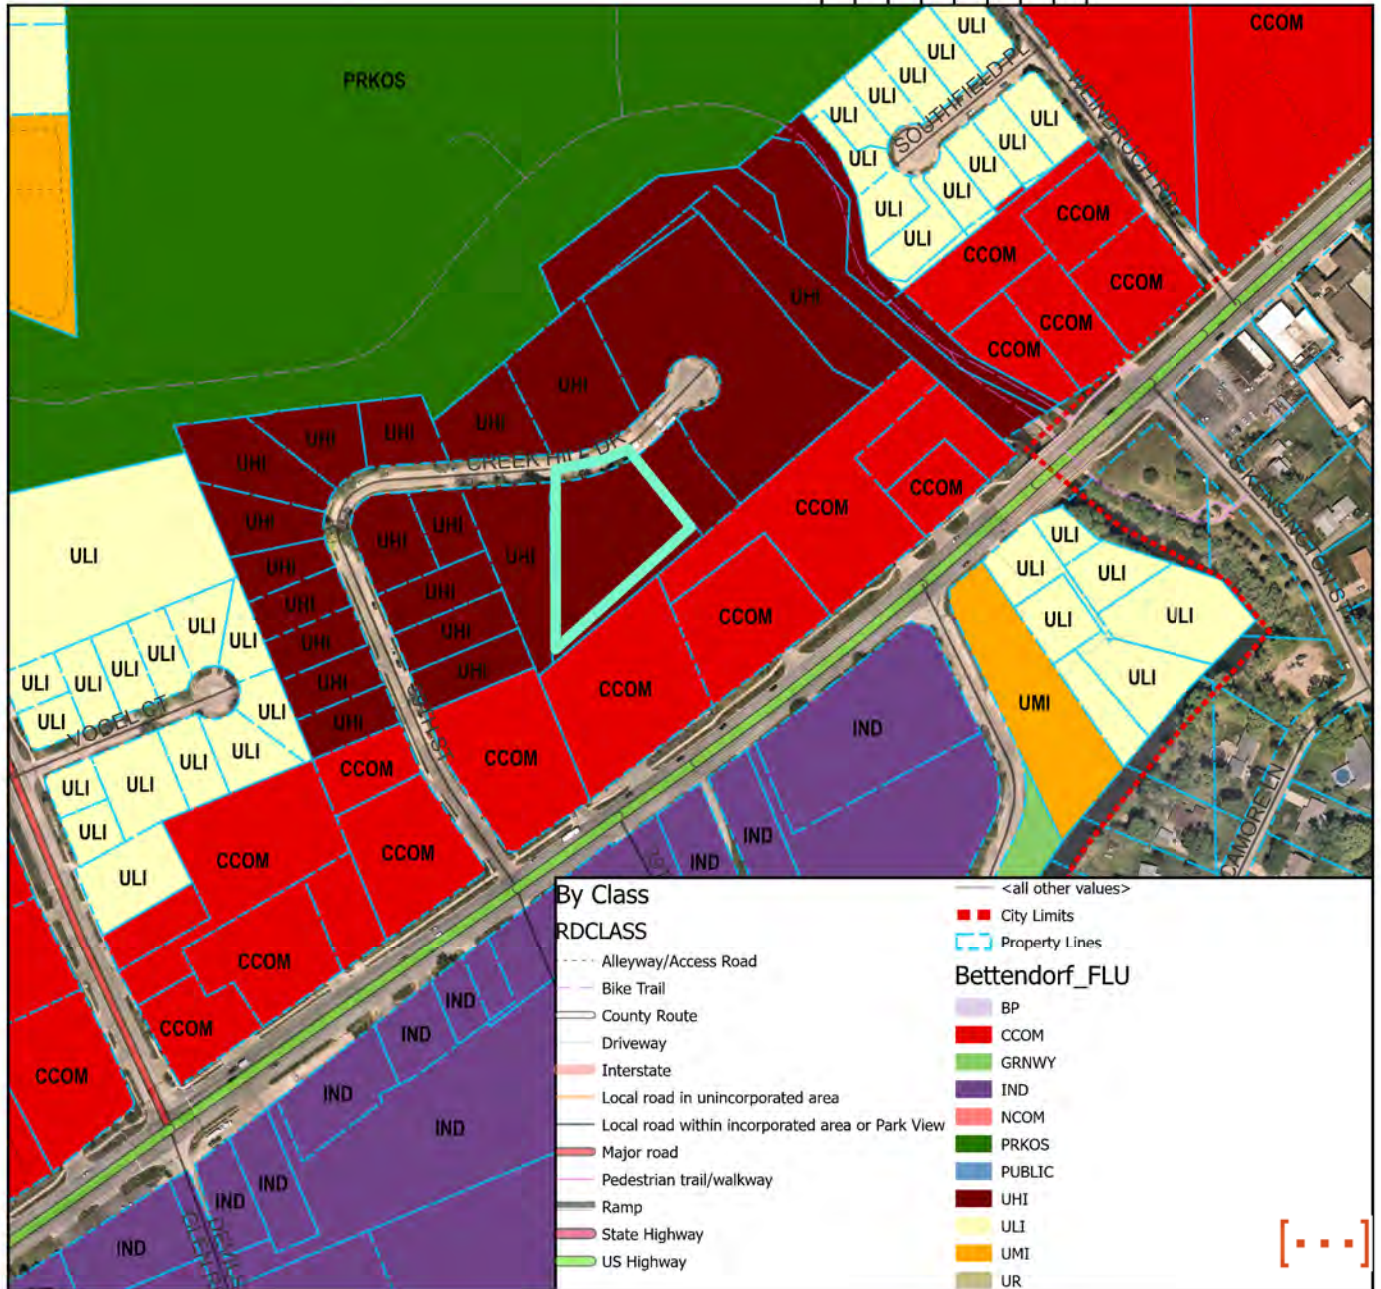 CCOM
ULI
ULI
PRKOS
ULI
ULI
ULI
SOUTHFIELD PL
WEINBRUCH RD
ULI
ULI
ULI
ULI
ULI
ULI
ULI
CCOM
CCOM
CCOM
UHI
CCOM
CCOM
UHI
UHI
UHI
UHI
UHI
CREEK HILL DR
CCOM
CCOM
S KENSINGTON ST
UHI
UHI
UHI
UHI
ULI
ULI
ULI
ULI
UHI
UHI
UHI
UHI
ULI
ULI
CCOM
UHI
UHI
ULI
ULI
ULI
ULI
ULI
ULI
UHI
UHI
CCOM
ULI
UMI
ULI
VOGEL CT
ULI
UHI
IND
ULI
ULI
CCOM
CCOM
ULI
ULI
ULI
CCOM
CCOM
IND
IND
ULI
CCOM
IND
IND
CCOM
CCOM
IND
IND
IND
IND
IND
By Class
RDCLASS
Alleyway/Access Road
Bike Trail
County Route
Driveway
Interstate
Local road in unincorporated area
Local road within incorporated area or Park View
Major road
Pedestrian trail/walkway
Ramp
State Highway
US Highway
<all other values>
City Limits
Property Lines
Bettendorf_FLU
BP
CCOM
GRNWY
IND
NCOM
PRKOS
PUBLIC
UHI
ULI
UMI
UR
[...]